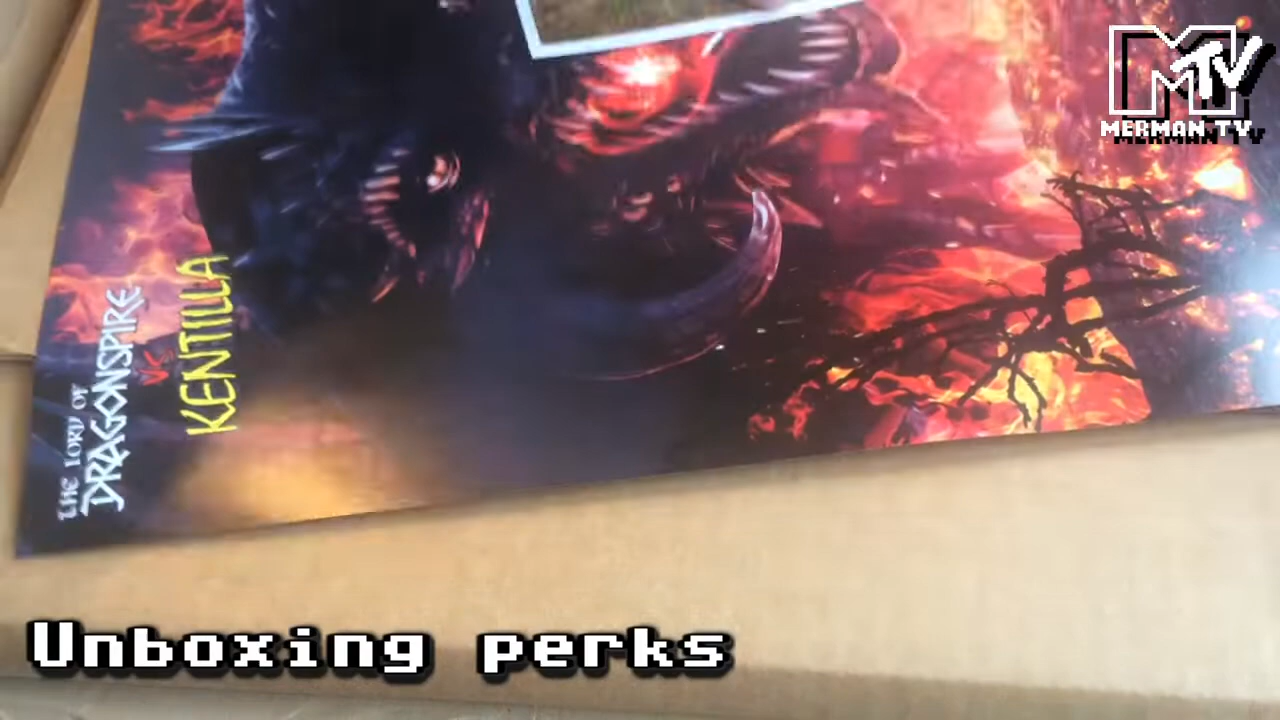 MTV
MERMAN TV
THE LORD OF
DRAGONSPIRE
VS
KENTILLA
Unboxing perks